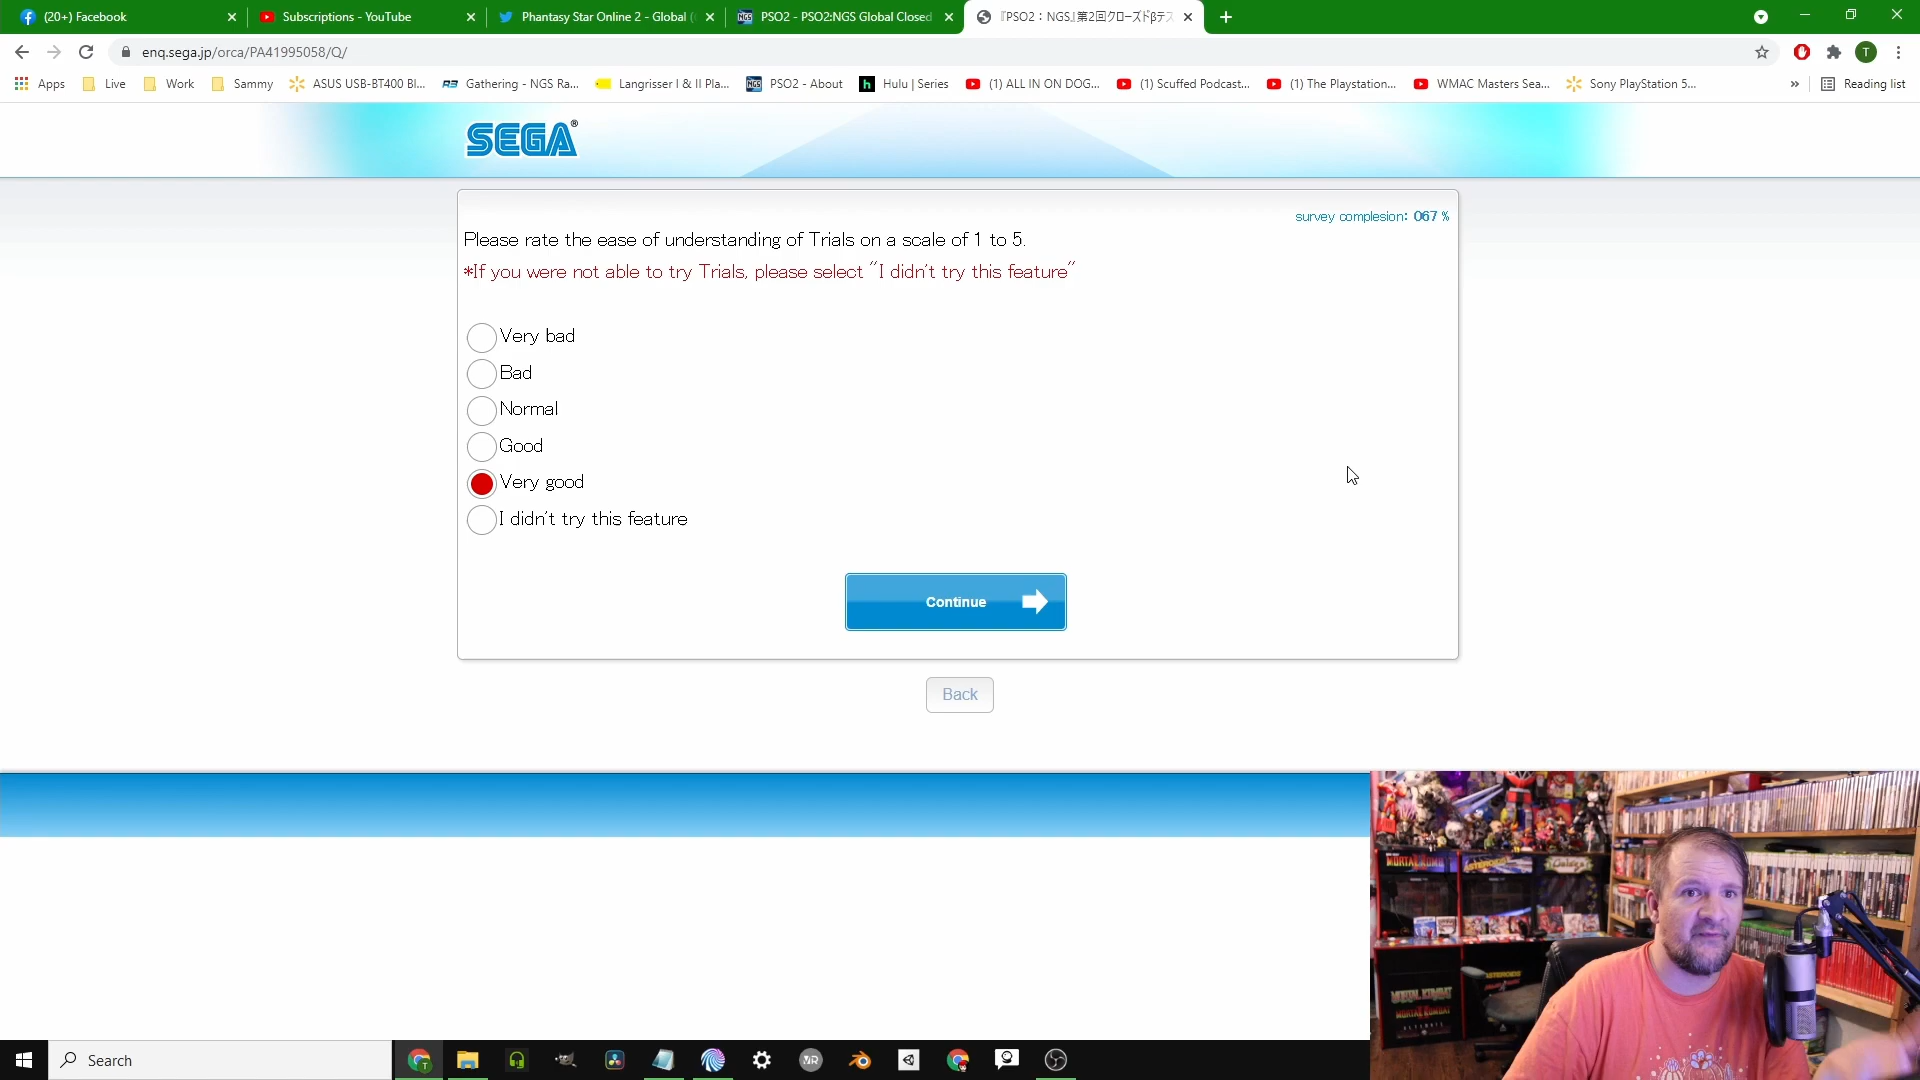 (20+) Facebook
Subscriptions - YouTube
Phantasy Star Online 2 - Global (
PSO2 - PSO2:NGS Global Closed
『PSO2：NGS』第2回クローズドβテス
enq.sega.jp/orca/PA41995058/Q/
T
Apps
Live
Work
Sammy
ASUS USB-BT400 Bl...
Gathering - NGS Ra...
Langrisser I & II Pla...
PSO2 - About
Hulu | Series
(1) ALL IN ON DOG...
(1) Scuffed Podcast...
(1) The Playstation...
WMAC Masters Sea...
Sony PlayStation 5...
»
Reading list
SEGA®
survey complesion: 067 %
Please rate the ease of understanding of Trials on a scale of 1 to 5.
*If you were not able to try Trials, please select "I didn't try this feature"
Very bad
Bad
Normal
Good
Very good
I didn't try this feature
Continue
Back
MORTAL KOMBAT
ASTEROIDS
ASTEROIDS
MORTAL KOMBAT
Search